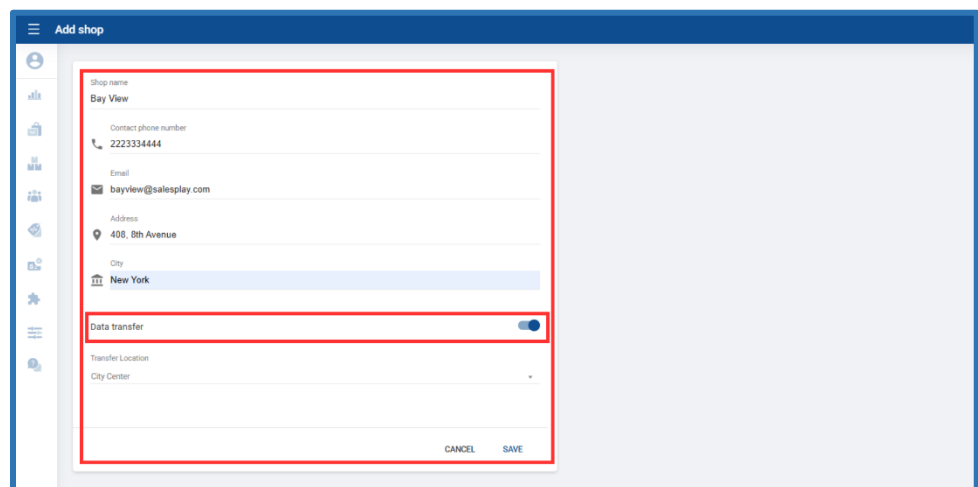 Add shop
Shop name
Bay View
Contact phone number
2223334444
Email
bayview@salesplay.com
Address
408, 8th Avenue
City
New York
Data transfer
Transfer Location
City Center
CANCEL SAVE